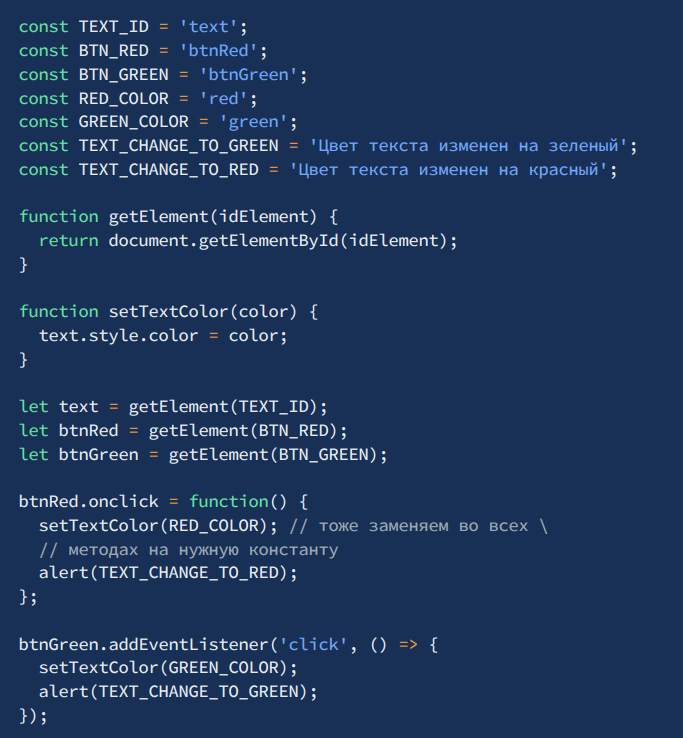 const TEXT_ID = 'text';
const BTN_RED = 'btnRed';
const BTN_GREEN = 'btnGreen';
const RED_COLOR = 'red';
const GREEN_COLOR = 'green';
const TEXT_CHANGE_TO_GREEN = 'Цвет текста изменен на зеленый';
const TEXT_CHANGE_TO_RED = 'Цвет текста изменен на красный';

function getElement(idElement) {
  return document.getElementById(idElement);
}

function setTextColor(color) {
  text.style.color = color;
}

let text = getElement(TEXT_ID);
let btnRed = getElement(BTN_RED);
let btnGreen = getElement(BTN_GREEN);

btnRed.onclick = function() {
  setTextColor(RED_COLOR); // тоже заменяем во всех \
  // методах на нужную константу
  alert(TEXT_CHANGE_TO_RED);
};

btnGreen.addEventListener('click', () => {
  setTextColor(GREEN_COLOR);
  alert(TEXT_CHANGE_TO_GREEN);
});